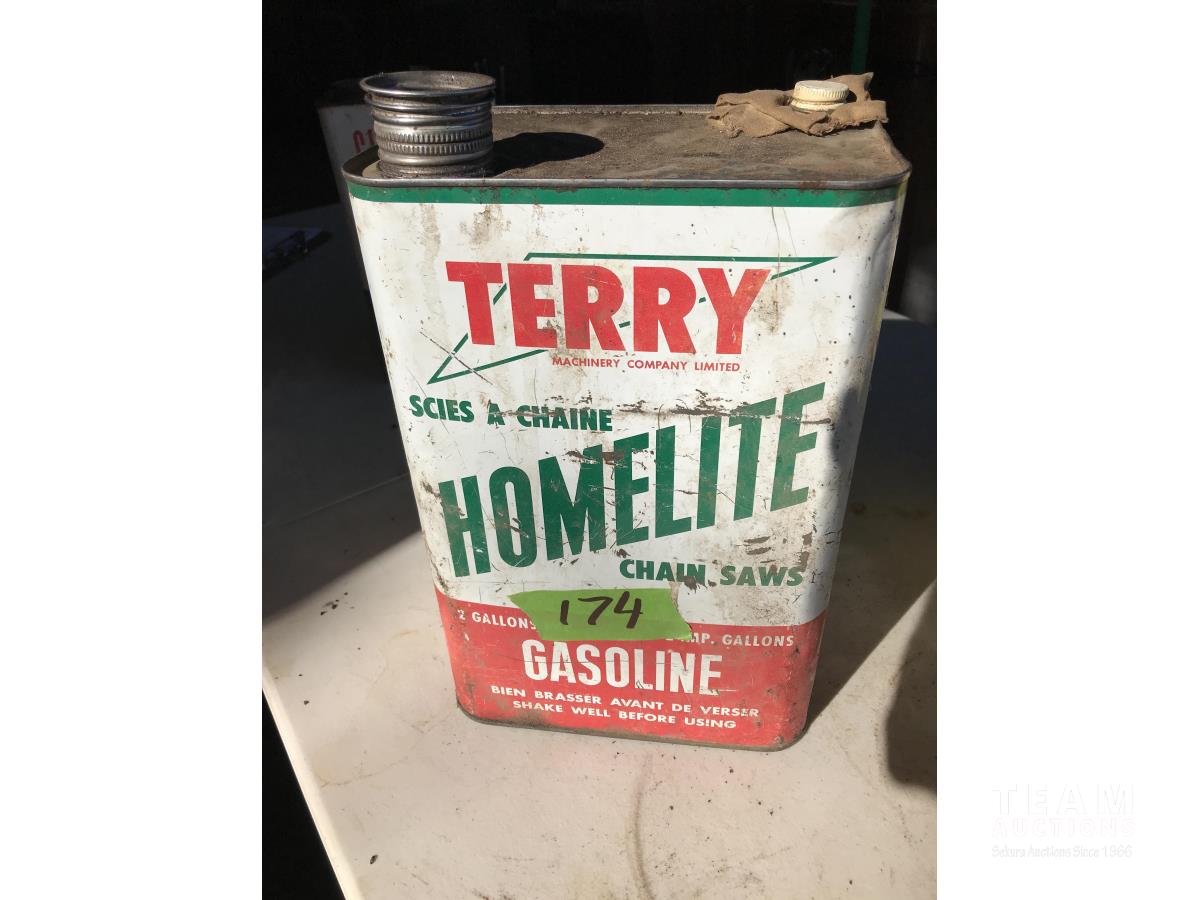 TERRY
MACHINERY COMPANY LIMITED
SCIES A CHAINE
HOMELITE
CHAIN SAWS
174
2 GALLONS IMP. GALLONS
GASOLINE
BIEN BRASSER AVANT DE VERSER
SHAKE WELL BEFORE USING
TEAM
AUCTIONS
Sekura Auctions Since 1966